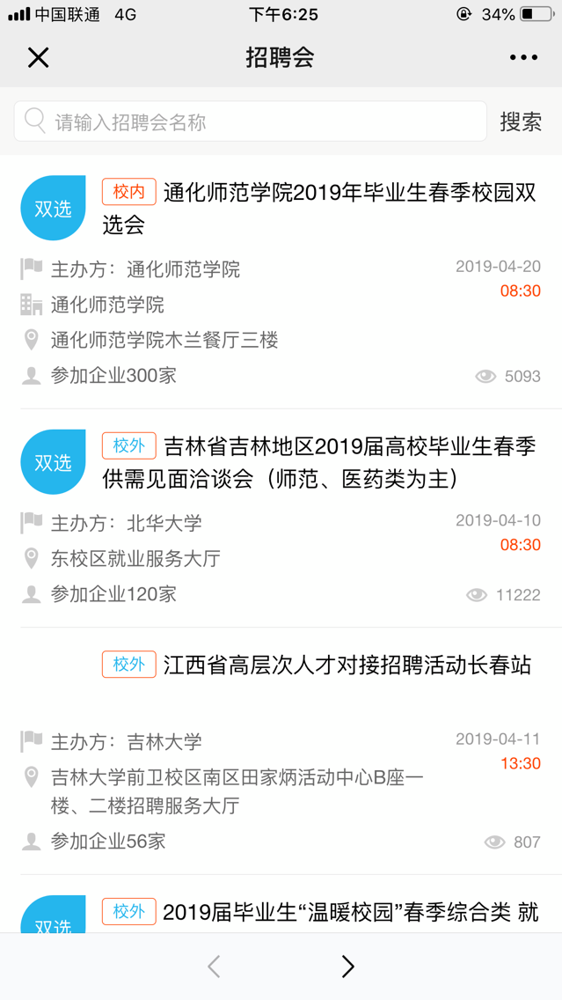 中国联通 4G 下午6:25 34%
招聘会
请输入招聘会名称 搜索
双选 校内 通化师范学院2019年毕业生春季校园双
选会
主办方：通化师范学院 2019-04-20
08:30
通化师范学院
通化师范学院木兰餐厅三楼
参加企业300家 5093
双选 校外 吉林省吉林地区2019届高校毕业生春季
供需见面洽谈会（师范、医药类为主）
主办方：北华大学 2019-04-10
08:30
东校区就业服务大厅
参加企业120家 11222
校外 江西省高层次人才对接招聘活动长春站
主办方：吉林大学 2019-04-11
13:30
吉林大学前卫校区南区田家炳活动中心B座一
楼、二楼招聘服务大厅
参加企业56家 807
双选 校外 2019届毕业生“温暖校园”春季综合类 就